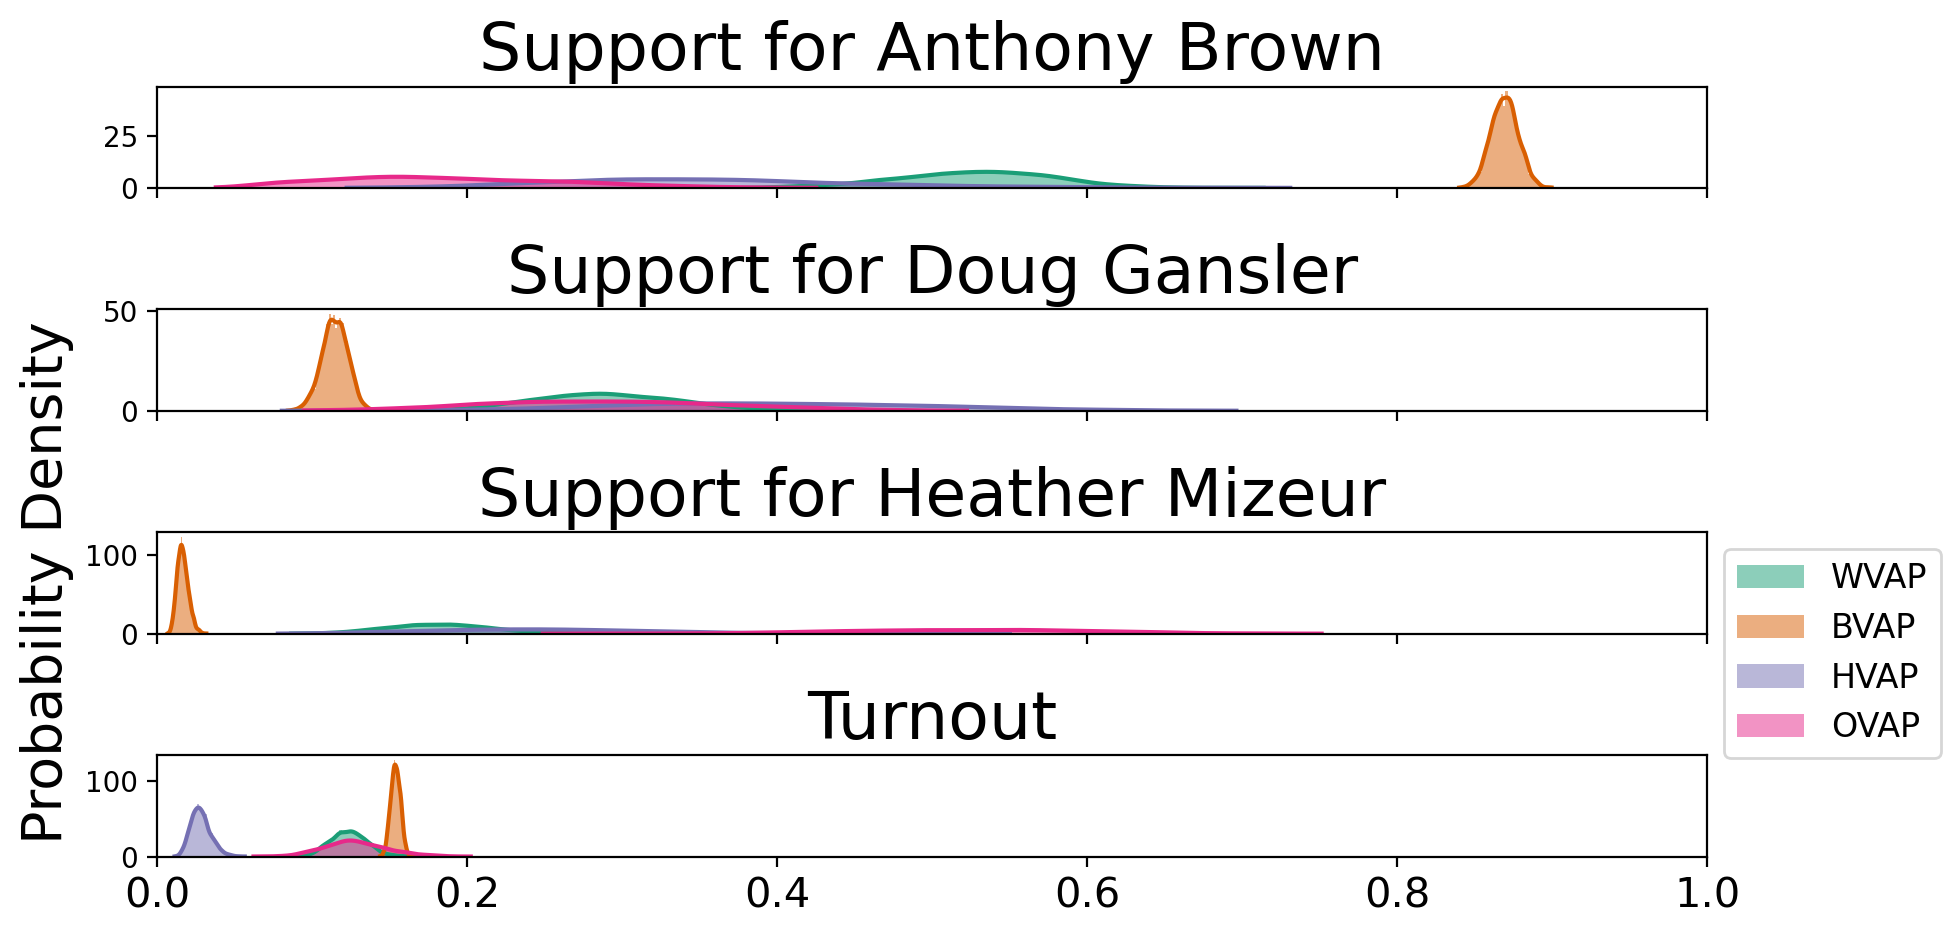 Support for Anthony Brown
25
0
Support for Doug Gansler
50
0
Support for Heather Mizeur
100
0
Turnout
100
0
0.0 0.2 0.4 0.6 0.8 1.0
Probability Density
WVAP
BVAP
HVAP
OVAP